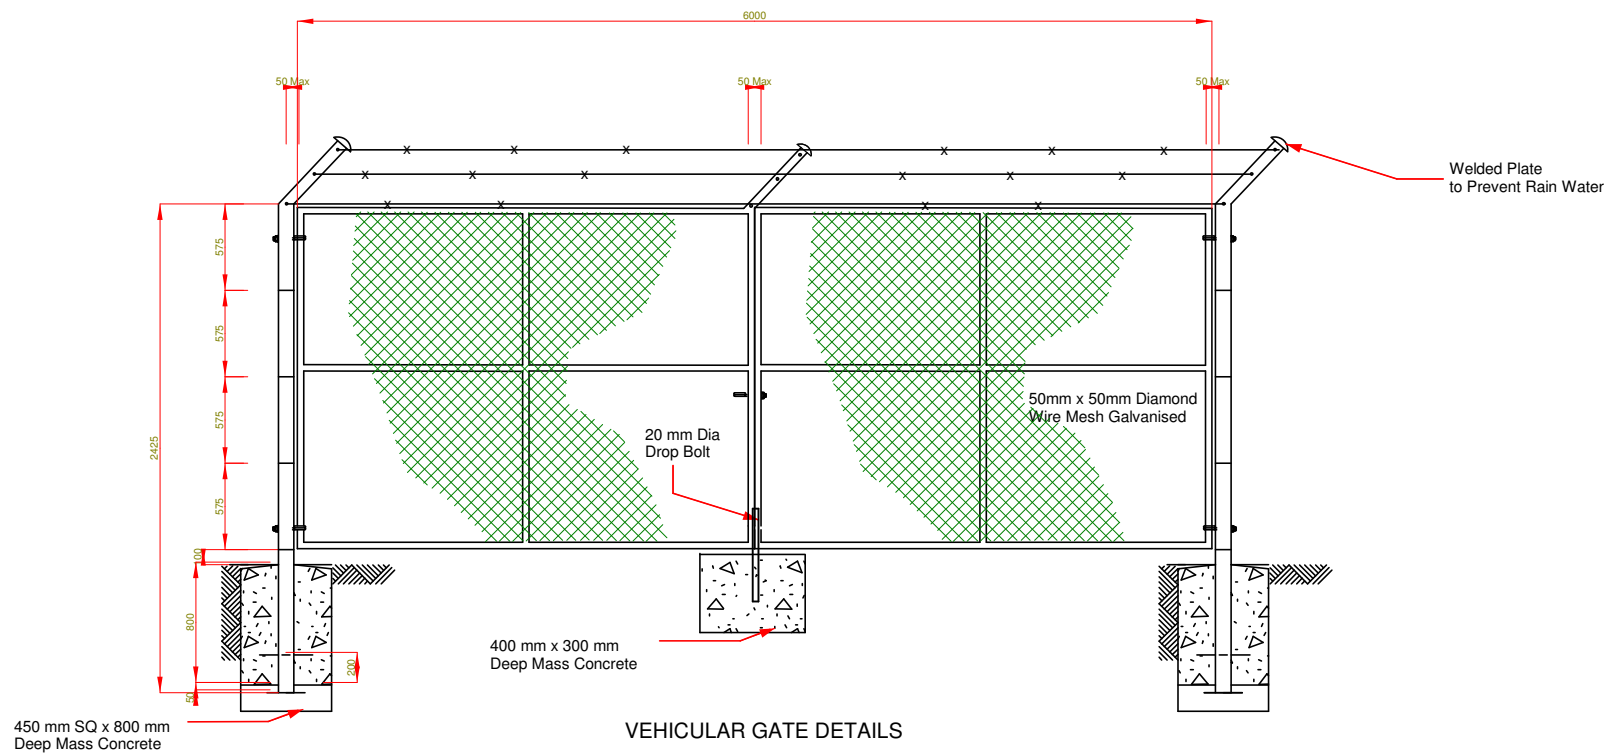 6000
50 Max
50 Max
50 Max
Welded Plate
to Prevent Rain Water
575
575
575
575
2425
100
800
200
50
50mm x 50mm Diamond
Wire Mesh Galvanised
20 mm Dia
Drop Bolt
400 mm x 300 mm
Deep Mass Concrete
450 mm SQ x 800 mm
Deep Mass Concrete
VEHICULAR GATE DETAILS